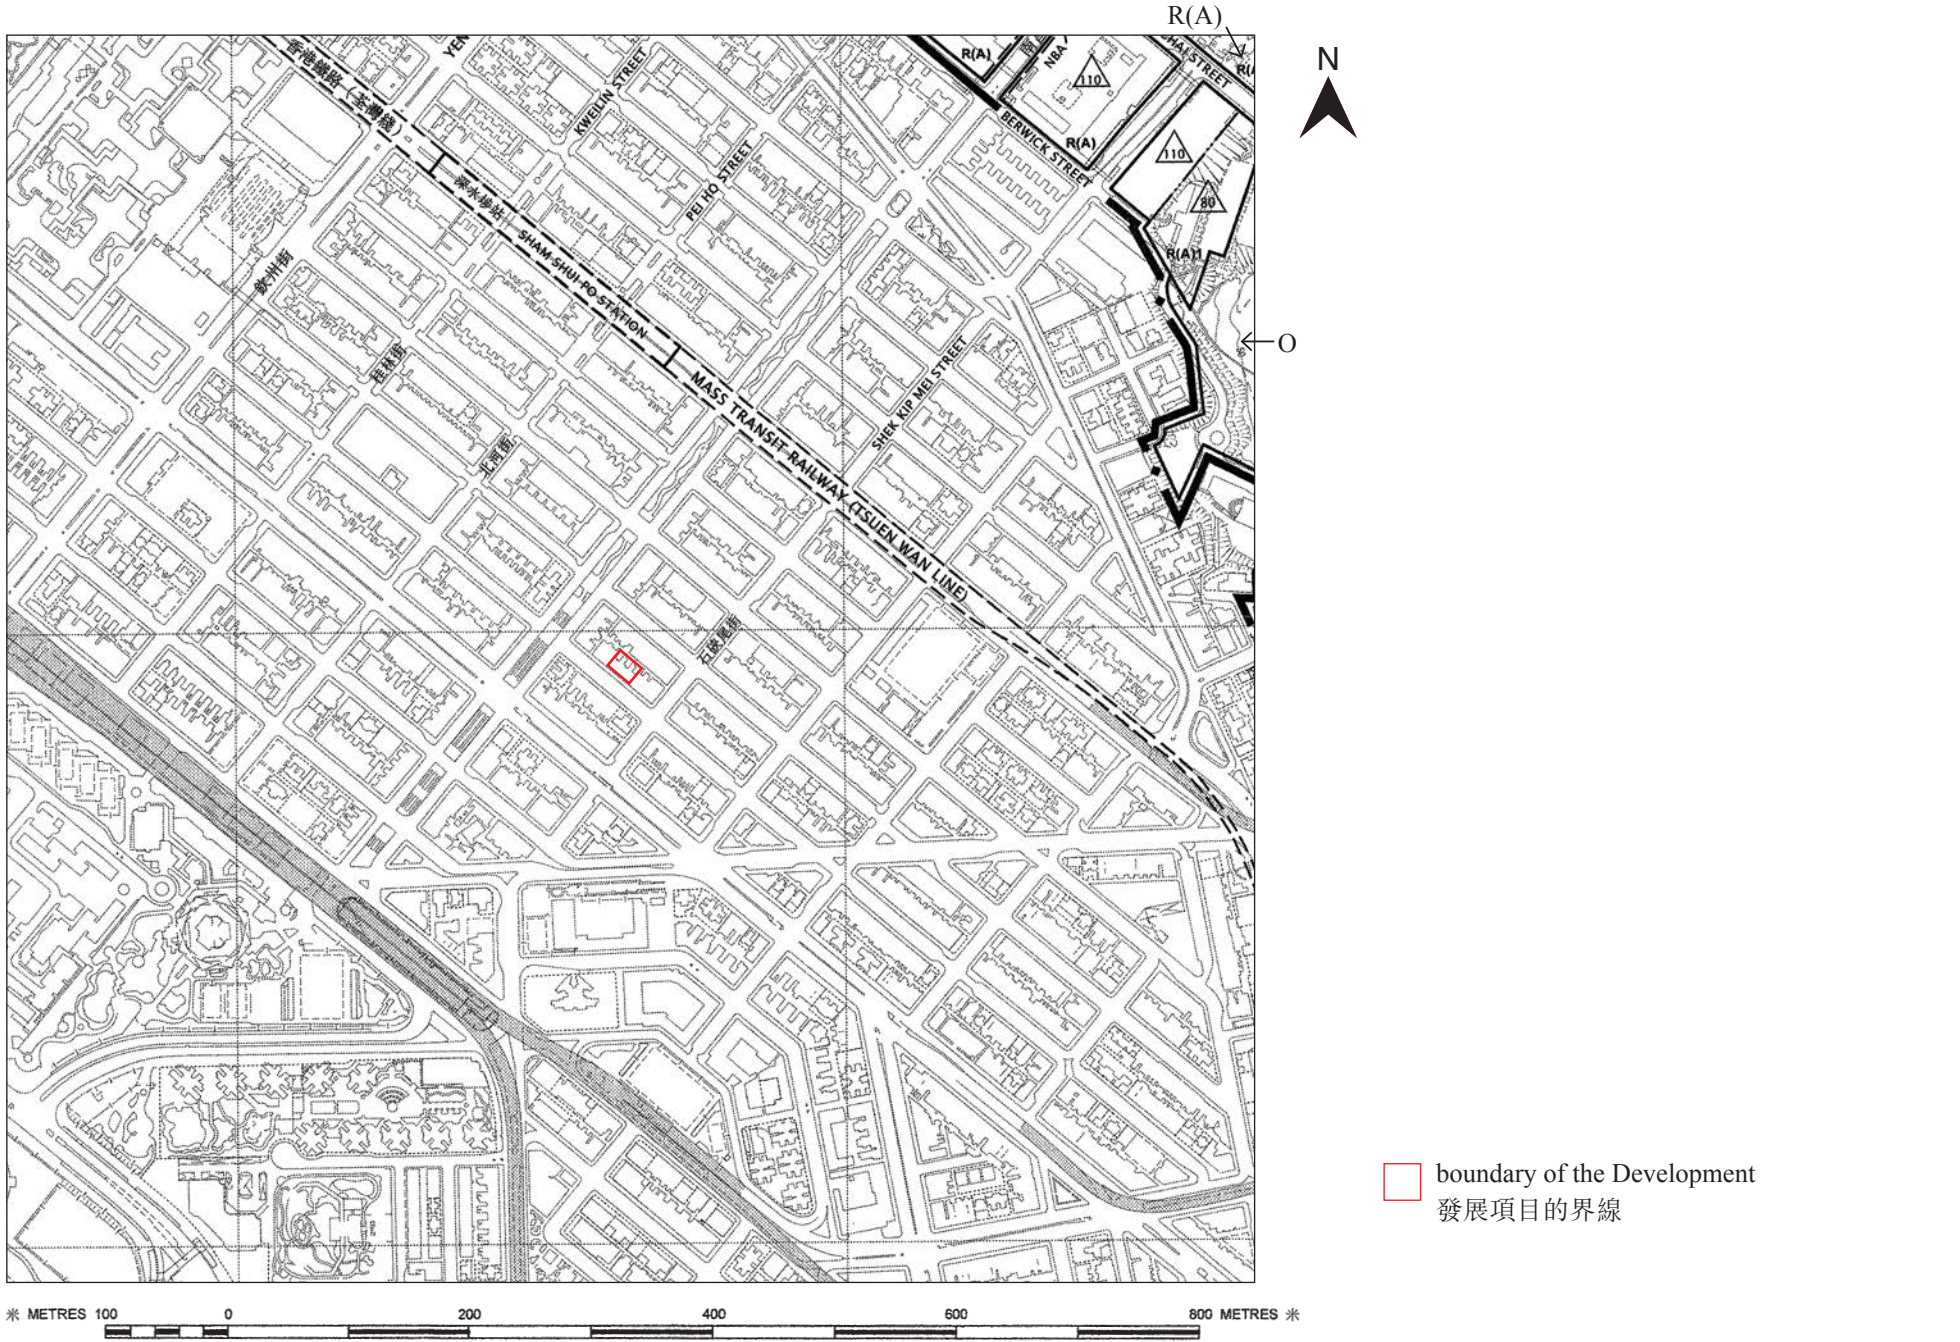 R(A)
N
香港鐵路（荃灣綫）
YEN
KWEILIN STREET
PEI HO STREET
R(A)
NBA
110
R(A)
CHAI STREET
BERWICK STREET
110
80
R(A)1
O
深水埗站
SHAM SHUI PO STATION
欽州街
桂林街
北河街
石硤尾街
SHEK KIP MEI STREET
MASS TRANSIT RAILWAY (TSUEN WAN LINE)
boundary of the Development
發展項目的界線
METRES 100 0 200 400 600 800 METRES